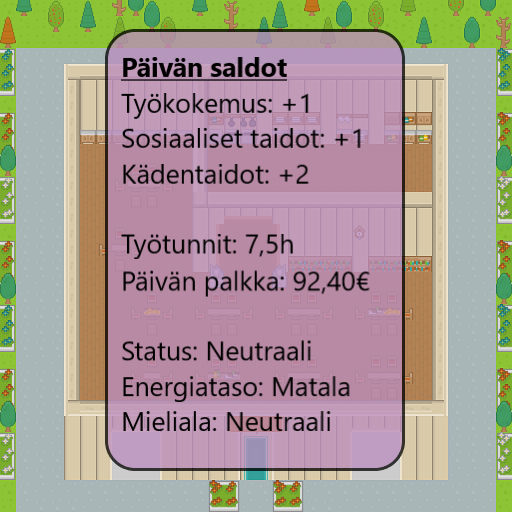 Päivän saldot
Työkokemus: +1
Sosiaaliset taidot: +1
Kädentaidot: +2
Työtunnit: 7,5h
Päivän palkka: 92,40€
Status: Neutraali
Energiataso: Matala
Mieliala: Neutraali